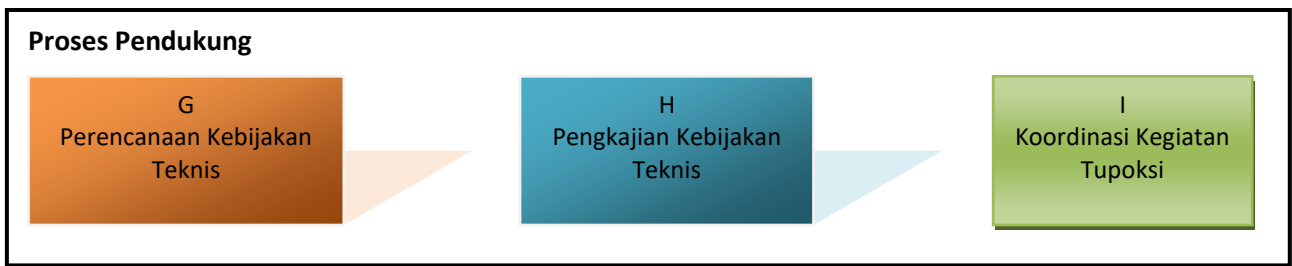 Proses Pendukung
G
Perencanaan Kebijakan
Teknis
H
Pengkajian Kebijakan
Teknis
I
Koordinasi Kegiatan
Tupoksi